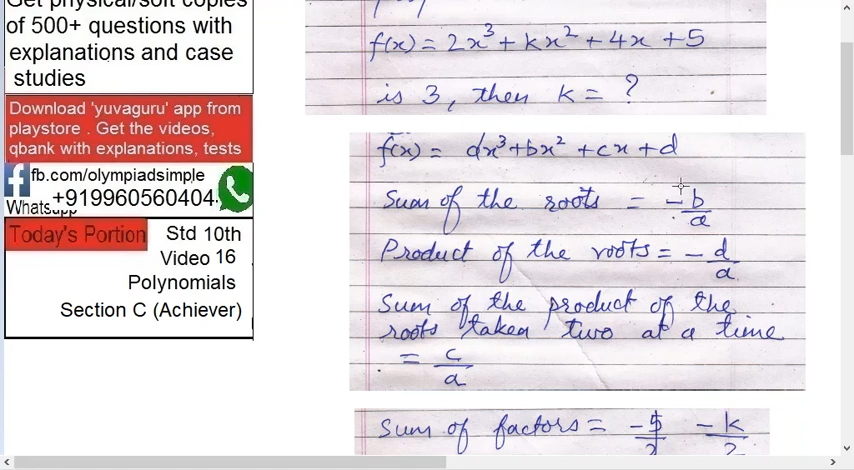 Get physical/soft copies
of 500+ questions with
explanations and case
studies
Download 'yuvaguru' app from
playstore . Get the videos,
qbank with explanations, tests
fb.com/olympiadsimple
Whatsupp +919960560404
Today's Portion
Std 10th
Video 16
Polynomials
Section C (Achiever)
f(x) = 2x³ + kx² + 4x + 5
is 3, then k = ?
f(x) = dx³ + bx² + cx + d
Sum of the roots = -b/a
Product of the roots = - d/a
Sum of the product of the
roots taken two at a time
= c/a
Sum of factors =